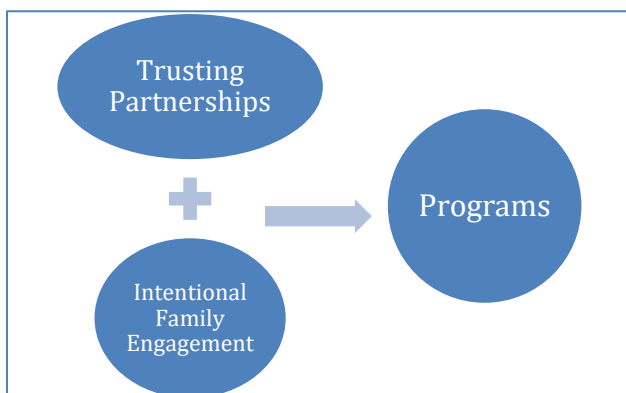 Trusting
Partnerships
Intentional
Family
Engagement
Programs